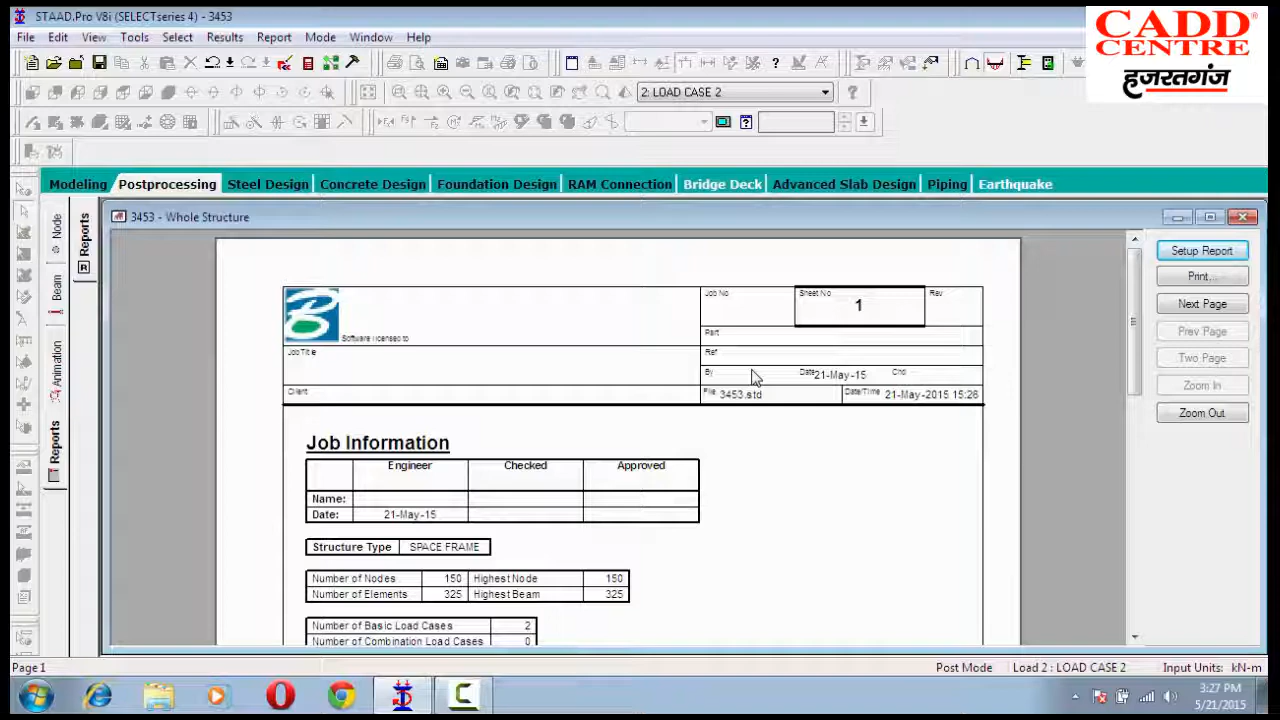 STAAD.Pro V8i (SELECTseries 4) - 3453
CADD CENTRE
हजरतगंज
File Edit View Tools Select Results Report Mode Window Help
2: LOAD CASE 2
Modeling Postprocessing Steel Design Concrete Design Foundation Design RAM Connection Bridge Deck Advanced Slab Design Piping Earthquake
Node
Beam
Animation
Reports
Reports
3453 - Whole Structure
Software licensed to
Job No
Sheet No
1
Rev
Part
Job Title
Ref
By
Date 21-May-15
Chd
Client
File 3453.std
Date/Time 21-May-2015 15:26
Job Information
Engineer Checked Approved
Name:
Date: 21-May-15
Structure Type SPACE FRAME
Number of Nodes 150 Highest Node 150
Number of Elements 325 Highest Beam 325
Number of Basic Load Cases 2
Number of Combination Load Cases 0
Setup Report
Print...
Next Page
Prev Page
Two Page
Zoom In
Zoom Out
Page 1
Post Mode
Load 2 : LOAD CASE 2
Input Units: kN-m
3:27 PM
5/21/2015